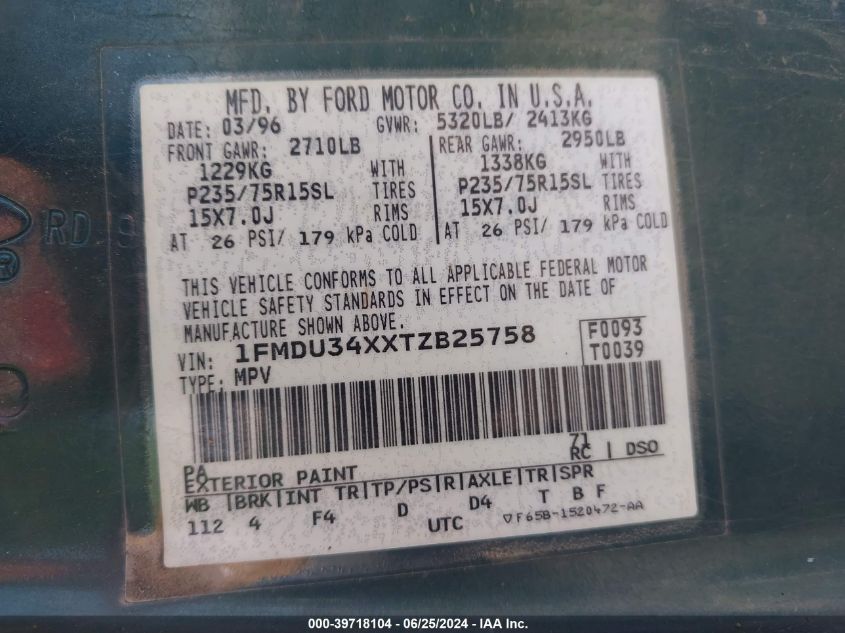 MFD. BY FORD MOTOR CO. IN U.S.A.
DATE: 03/96 GVWR: 5320LB/ 2413KG
FRONT GAWR: 2710LB REAR GAWR: 2950LB
1229KG WITH 1338KG WITH
P235/75R15SL TIRES P235/75R15SL TIRES
15X7.0J RIMS 15X7.0J RIMS
AT 26 PSI/ 179 kPa COLD AT 26 PSI/ 179 kPa COLD
THIS VEHICLE CONFORMS TO ALL APPLICABLE FEDERAL MOTOR
VEHICLE SAFETY STANDARDS IN EFFECT ON THE DATE OF
MANUFACTURE SHOWN ABOVE.
VIN: 1FMDU34XXTZB25758 F0093
TYPE: MPV T0039
PA 71
EXTERIOR PAINT RC | DSO
WB |BRK|INT TR|TP/PS|R|AXLE|TR|SPR
112 4 F4 D D4 T B F
UTC ▽F65B-1520472-AA
RD
®
000-39718104 - 06/25/2024 - IAA Inc.